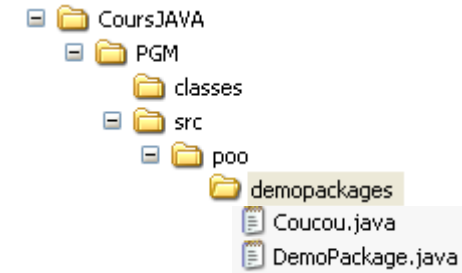 CoursJAVA
PGM
classes
src
poo
demopackages
Coucou.java
DemoPackage.java